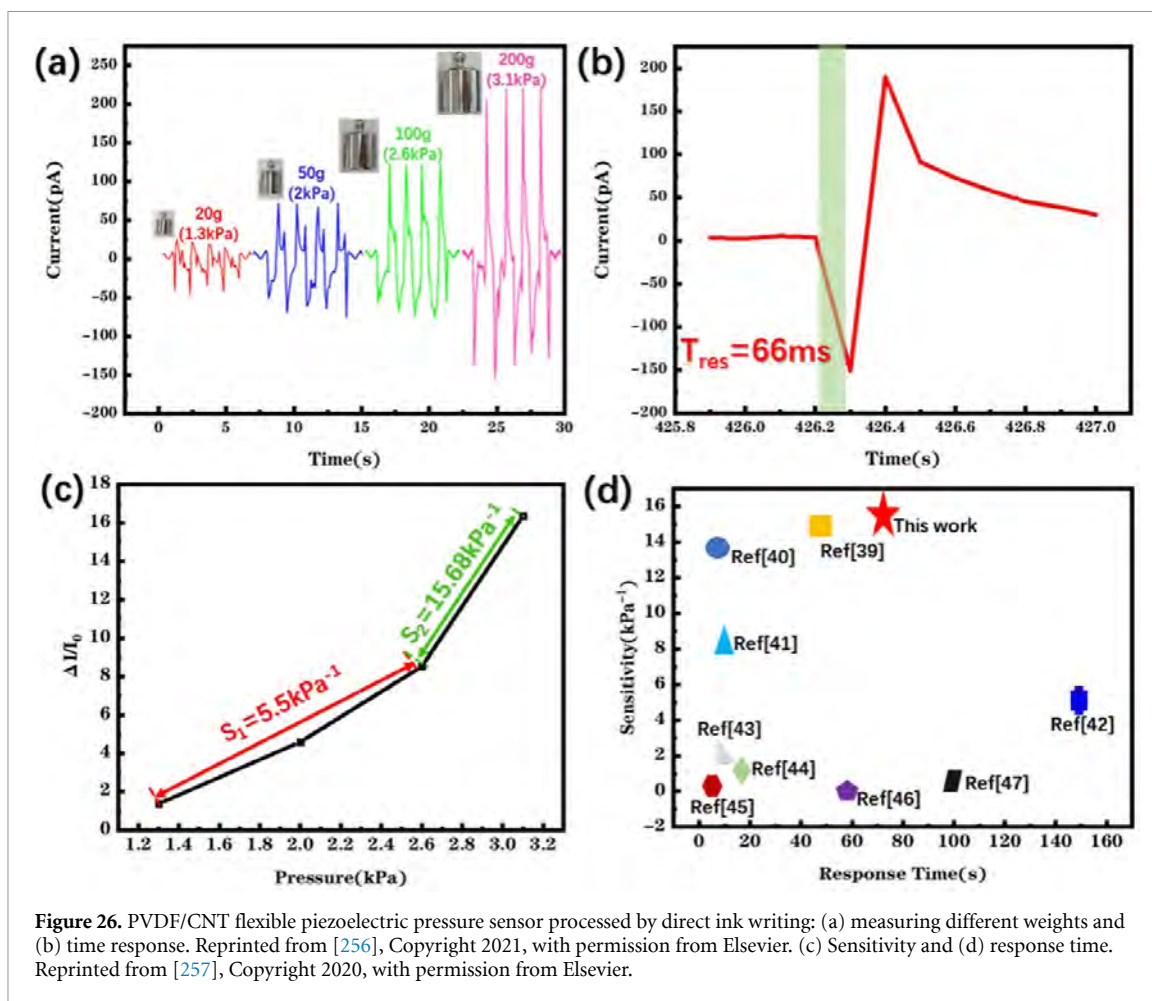 (a)
250
200
150
100
50
0
-50
-100
-150
-200
Current(pA)
0
5
10
15
20
25
30
Time(s)
20g
(1.3kPa)
50g
(2kPa)
100g
(2.6kPa)
200g
(3.1kPa)
(b)
200
150
100
50
0
-50
-100
-150
-200
Current(pA)
425.8
426.0
426.2
426.4
426.6
426.8
427.0
Time(s)
Tres=66ms
(c)
18
16
14
12
10
8
6
4
2
0
ΔI/I0
1.2
1.4
1.6
1.8
2.0
2.2
2.4
2.6
2.8
3.0
3.2
Pressure(kPa)
S1=5.5kPa-1
S2=15.68kPa-1
(d)
16
14
12
10
8
6
4
2
0
-2
Sensitivity(kPa-1)
0
20
40
60
80
100
120
140
160
Response Time(s)
This work
Ref[39]
Ref[40]
Ref[41]
Ref[42]
Ref[43]
Ref[44]
Ref[45]
Ref[46]
Ref[47]
Figure 26. PVDF/CNT flexible piezoelectric pressure sensor processed by direct ink writing: (a) measuring different weights and
(b) time response. Reprinted from [256], Copyright 2021, with permission from Elsevier. (c) Sensitivity and (d) response time.
Reprinted from [257], Copyright 2020, with permission from Elsevier.